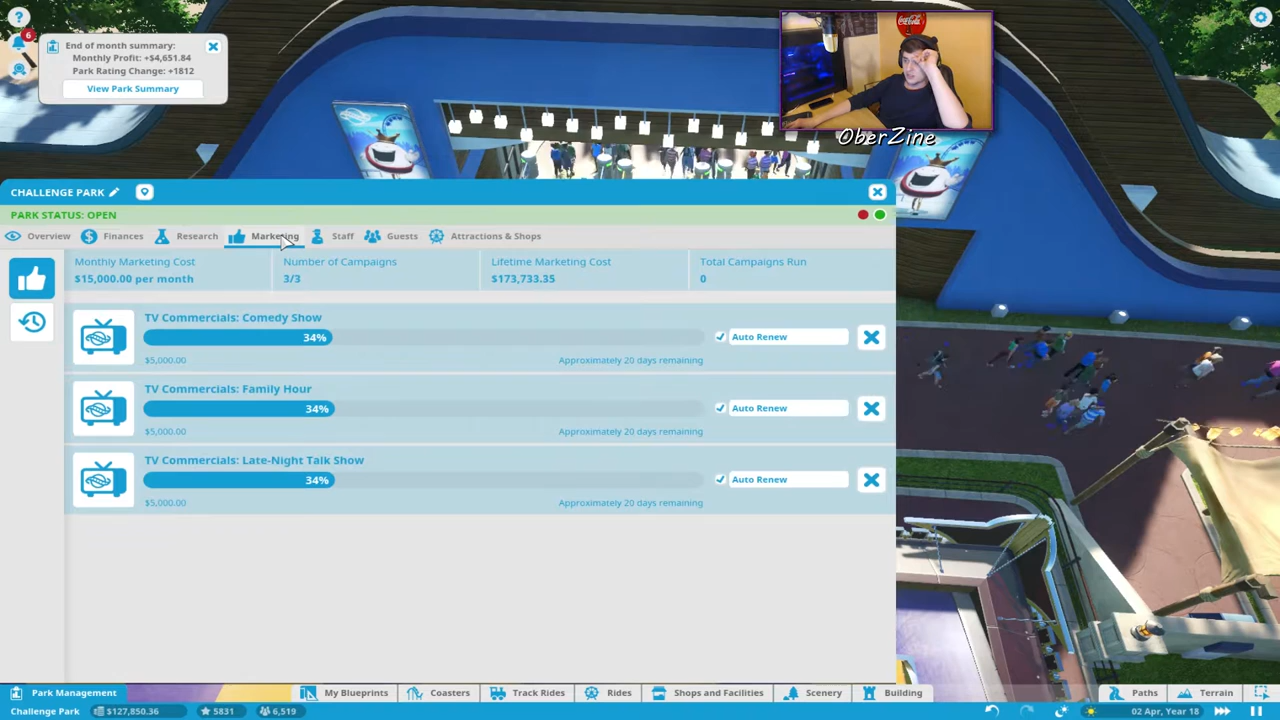 ?
6
End of month summary:
Monthly Profit: +$4,651.84
Park Rating Change: +1812
View Park Summary
Coca-Cola
OberZine
CHALLENGE PARK
PARK STATUS: OPEN
Overview
Finances
Research
Marketing
Staff
Guests
Attractions & Shops
Monthly Marketing Cost
$15,000.00 per month
Number of Campaigns
3/3
Lifetime Marketing Cost
$173,733.35
Total Campaigns Run
0
TV Commercials: Comedy Show
34%
Auto Renew
$5,000.00
Approximately 20 days remaining
TV Commercials: Family Hour
34%
Auto Renew
$5,000.00
Approximately 20 days remaining
TV Commercials: Late-Night Talk Show
34%
Auto Renew
$5,000.00
Approximately 20 days remaining
Park Management
My Blueprints
Coasters
Track Rides
Rides
Shops and Facilities
Scenery
Building
Paths
Terrain
Challenge Park
$127,850.36
5831
6,519
02 Apr, Year 18